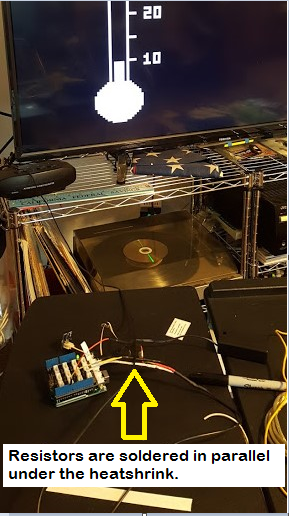 20
10
Resistors are soldered in parallel
under the heatshrink.